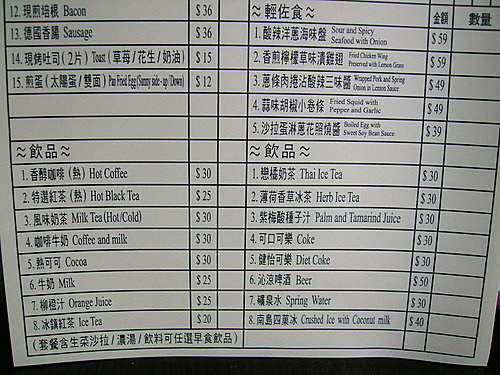 12. 現煎培根 Bacon $36
13. 德國香腸 Sausage $36
14. 現烤吐司(2片) Toast (草莓/花生/奶油) $15
15. 煎蛋(太陽蛋/雙面) Pan Fried Egg (Sunny side-up /Down) $12
≈飲品≈
1. 香醇咖啡(熱) Hot Coffee $30
2. 特選紅茶(熱) Hot Black Tea $25
3. 風味奶茶 Milk Tea (Hot/Cold) $30
4. 咖啡牛奶 Coffee and milk $30
5. 熱可可 Cocoa $30
6. 牛奶 Milk $25
7. 柳橙汁 Orange Juice $25
8. 冰鎮紅茶 Ice Tea $20
(套餐含生菜沙拉/濃湯/飲料可任選早食飲品)
≈輕佐食≈ 金額 數量
1. 酸辣洋蔥海味盤 Sour and Spicy Seafood with Onion $59
2. 香煎檸檬草味漬雞翅 Fried Chicken Wing Preserved with Lemon Grass $59
3. 蔥絛肉捲沾酸辣三味醬 Wrapped Pork and Spring Onion in Lemon Sauce $49
4. 蒜味胡椒小卷條 Fried Squid with Pepper and Garlic $49
5. 沙拉蛋淋蔥花照燒醬 Boiled Egg with Sweet Soy Bean Sauce $39
≈飲品≈
1. 戀橘奶茶 Thai Ice Tea $30
2. 薄荷香草冰茶 Herb Ice Tea $30
3. 紫梅酸種子汁 Palm and Tamarind Juice $30
4. 可口可樂 Coke $30
5. 健怡可樂 Diet Coke $30
6. 沁涼啤酒 Beer $50
7. 礦泉水 Spring Water $30
8. 南島四菓冰 Crushed Ice with Coconut milk $40